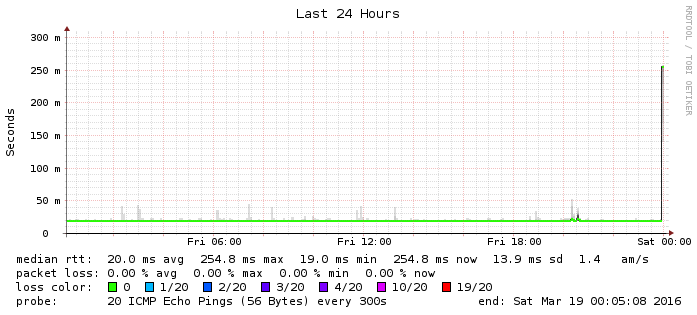 Last 24 Hours
RRDTOOL / TOBI OETIKER
300 m
250 m
200 m
150 m
100 m
50 m
0
Seconds
Fri 06:00 Fri 12:00 Fri 18:00 Sat 00:00
median rtt: 20.0 ms avg 254.8 ms max 19.0 ms min 254.8 ms now 13.9 ms sd 1.4 am/s
packet loss: 0.00 % avg 0.00 % max 0.00 % min 0.00 % now
loss color: 0 1/20 2/20 3/20 4/20 10/20 19/20
probe: 20 ICMP Echo Pings (56 Bytes) every 300s end: Sat Mar 19 00:05:08 2016